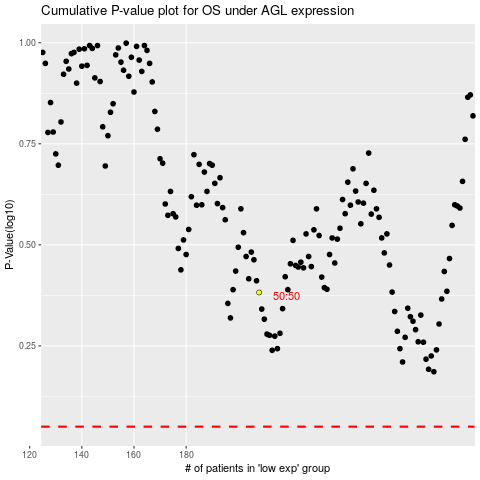 Cumulative P-value plot for OS under AGL expression
P-Value(log10)
1.00
0.75
0.50
0.25
50:50
120 140 160 180
# of patients in 'low exp' group